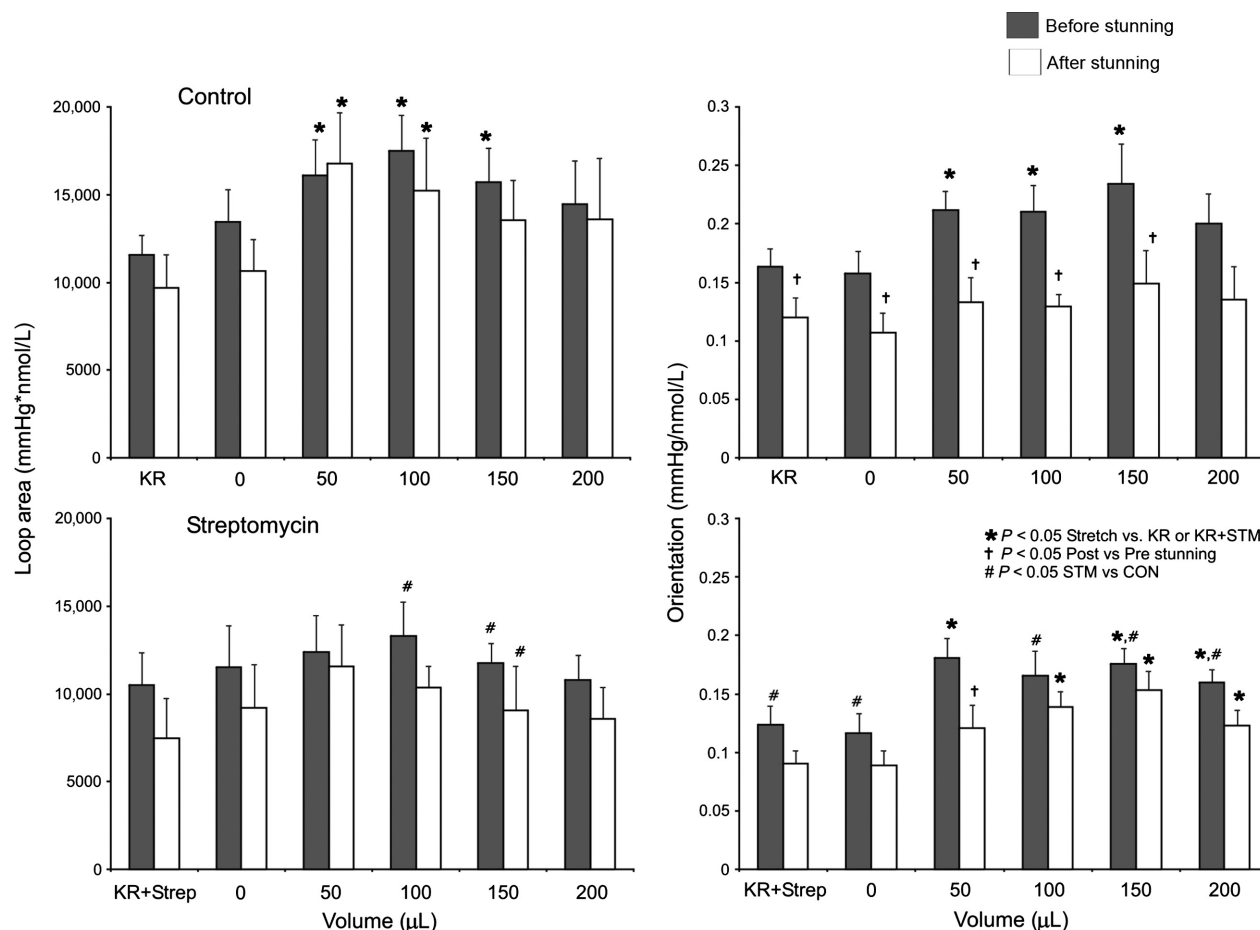 Before stunning
After stunning
Control
Loop area (mmHg*nmol/L)
20,000
15,000
10,000
5000
0
* * * * *
KR 0 50 100 150 200
Orientation (mmHg/nmol/L)
0.3
0.25
0.2
0.15
0.1
0.05
0
* * *
† † † † †
KR 0 50 100 150 200
Streptomycin
20,000
15,000
10,000
5000
0
# # #
KR+Strep 0 50 100 150 200
Volume (μL)
* P < 0.05 Stretch vs. KR or KR+STM
† P < 0.05 Post vs Pre stunning
# P < 0.05 STM vs CON
0.3
0.25
0.2
0.15
0.1
0.05
0
# # * † # * *,# * *,# *
KR+Strep 0 50 100 150 200
Volume (μL)